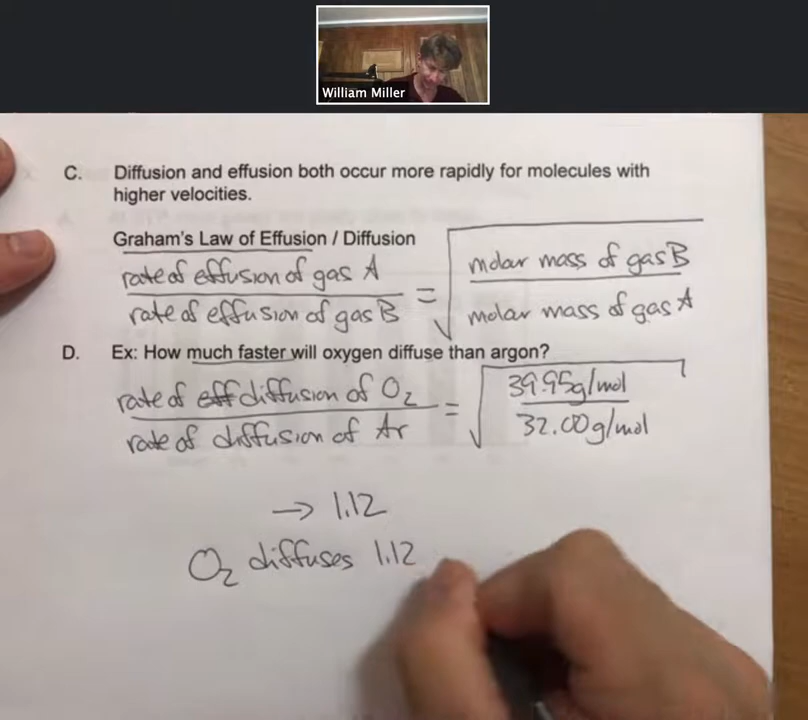 William Miller
C. Diffusion and effusion both occur more rapidly for molecules with
higher velocities.
Graham's Law of Effusion / Diffusion
rate of effusion of gas A
rate of effusion of gas B
=
√
molar mass of gas B
molar mass of gas A
D. Ex: How much faster will oxygen diffuse than argon?
rate of eff diffusion of O₂
rate of diffusion of Ar
=
√
39.95g/mol
32.00g/mol
→ 1.12
O₂ diffuses 1.12